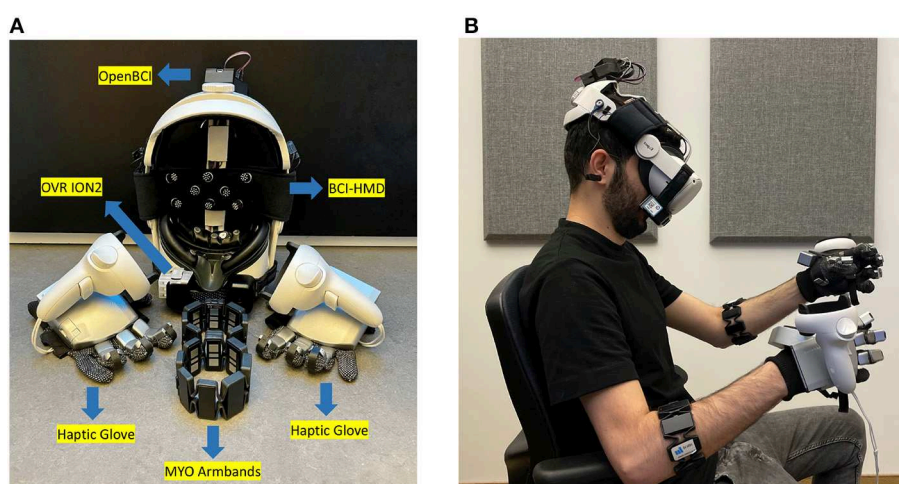 A
B
OpenBCI
OVR ION2
BCI-HMD
Haptic Glove
Haptic Glove
MYO Armbands